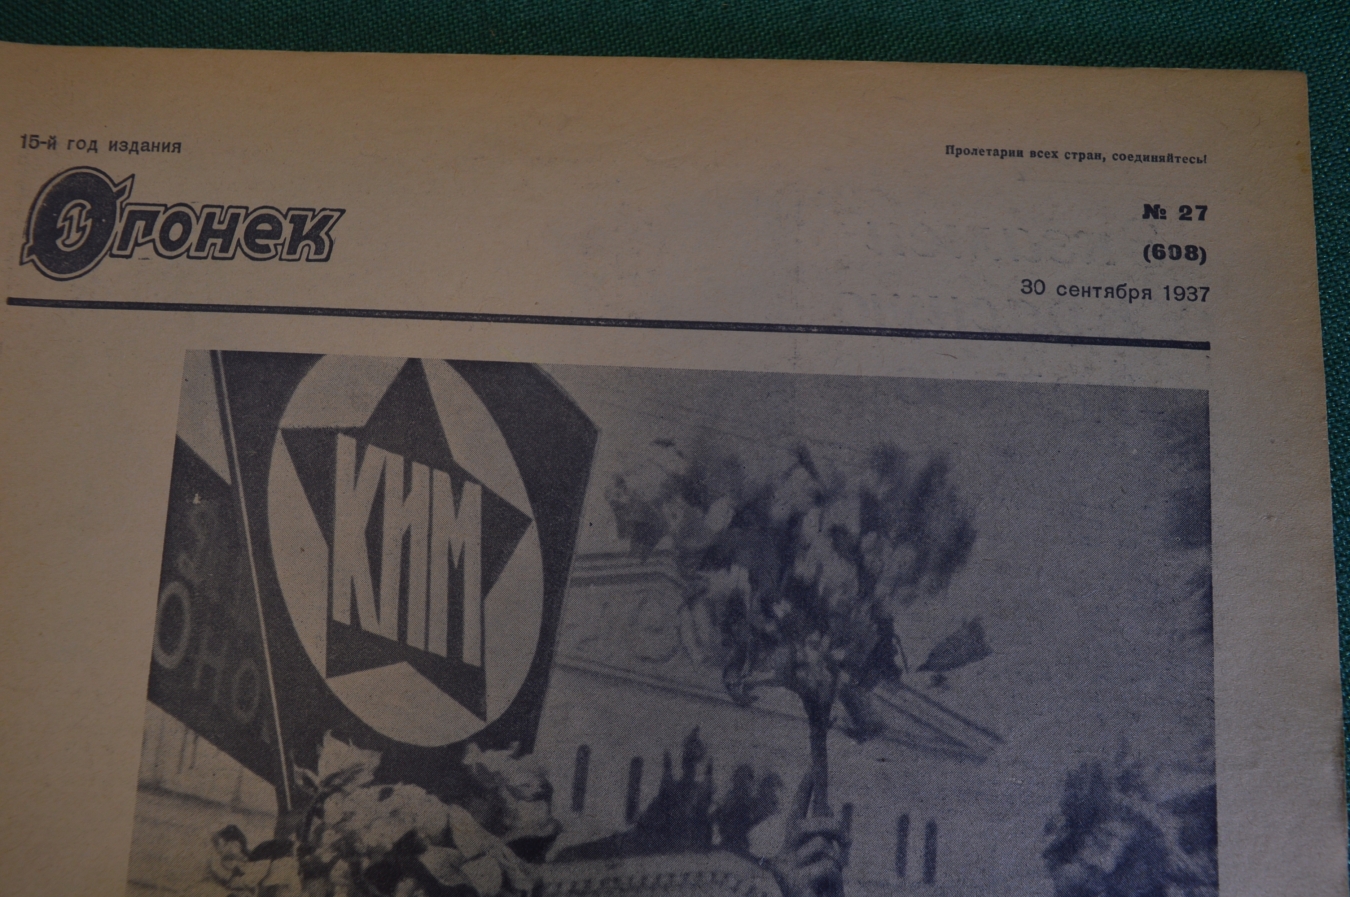 15-й год издания
Пролетарии всех стран, соединяйтесь!
Огонек
№ 27
(608)
30 сентября 1937
КИМ